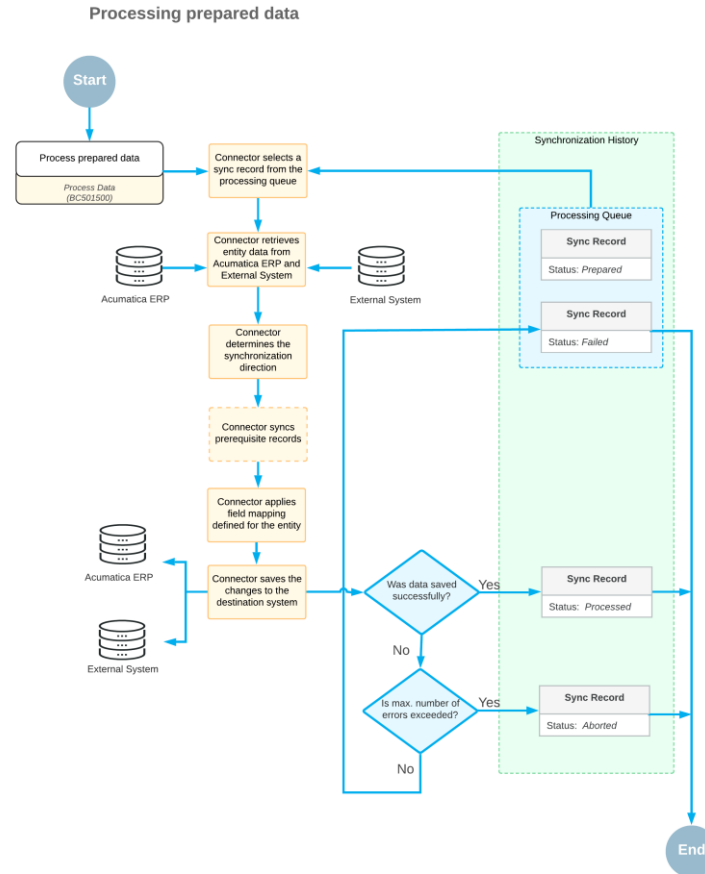 Processing prepared data
Start
Process prepared data
Process Data
(BC501500)
Connector selects a
sync record from the
processing queue
Synchronization History
Processing Queue
Sync Record
Status: Prepared
Connector retrieves
entity data from
Acumatica ERP and
External System
Acumatica ERP
External System
Sync Record
Status: Failed
Connector
determines the
synchronization
direction
Connector syncs
prerequisite records
Connector applies
field mapping
defined for the entity
Acumatica ERP
External System
Connector saves the
changes to the
destination system
Was data saved
successfully?
Yes
Sync Record
Status: Processed
No
Is max. number of
errors exceeded?
Yes
Sync Record
Status: Aborted
No
End